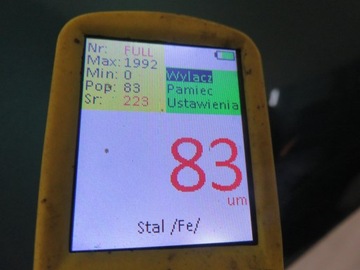 Nr: FULL
Max: 1992
Min: 0
Pop: 83
Sr: 223
Wylacz
Pamiec
Ustawienia
83
um
Stal /Fe/